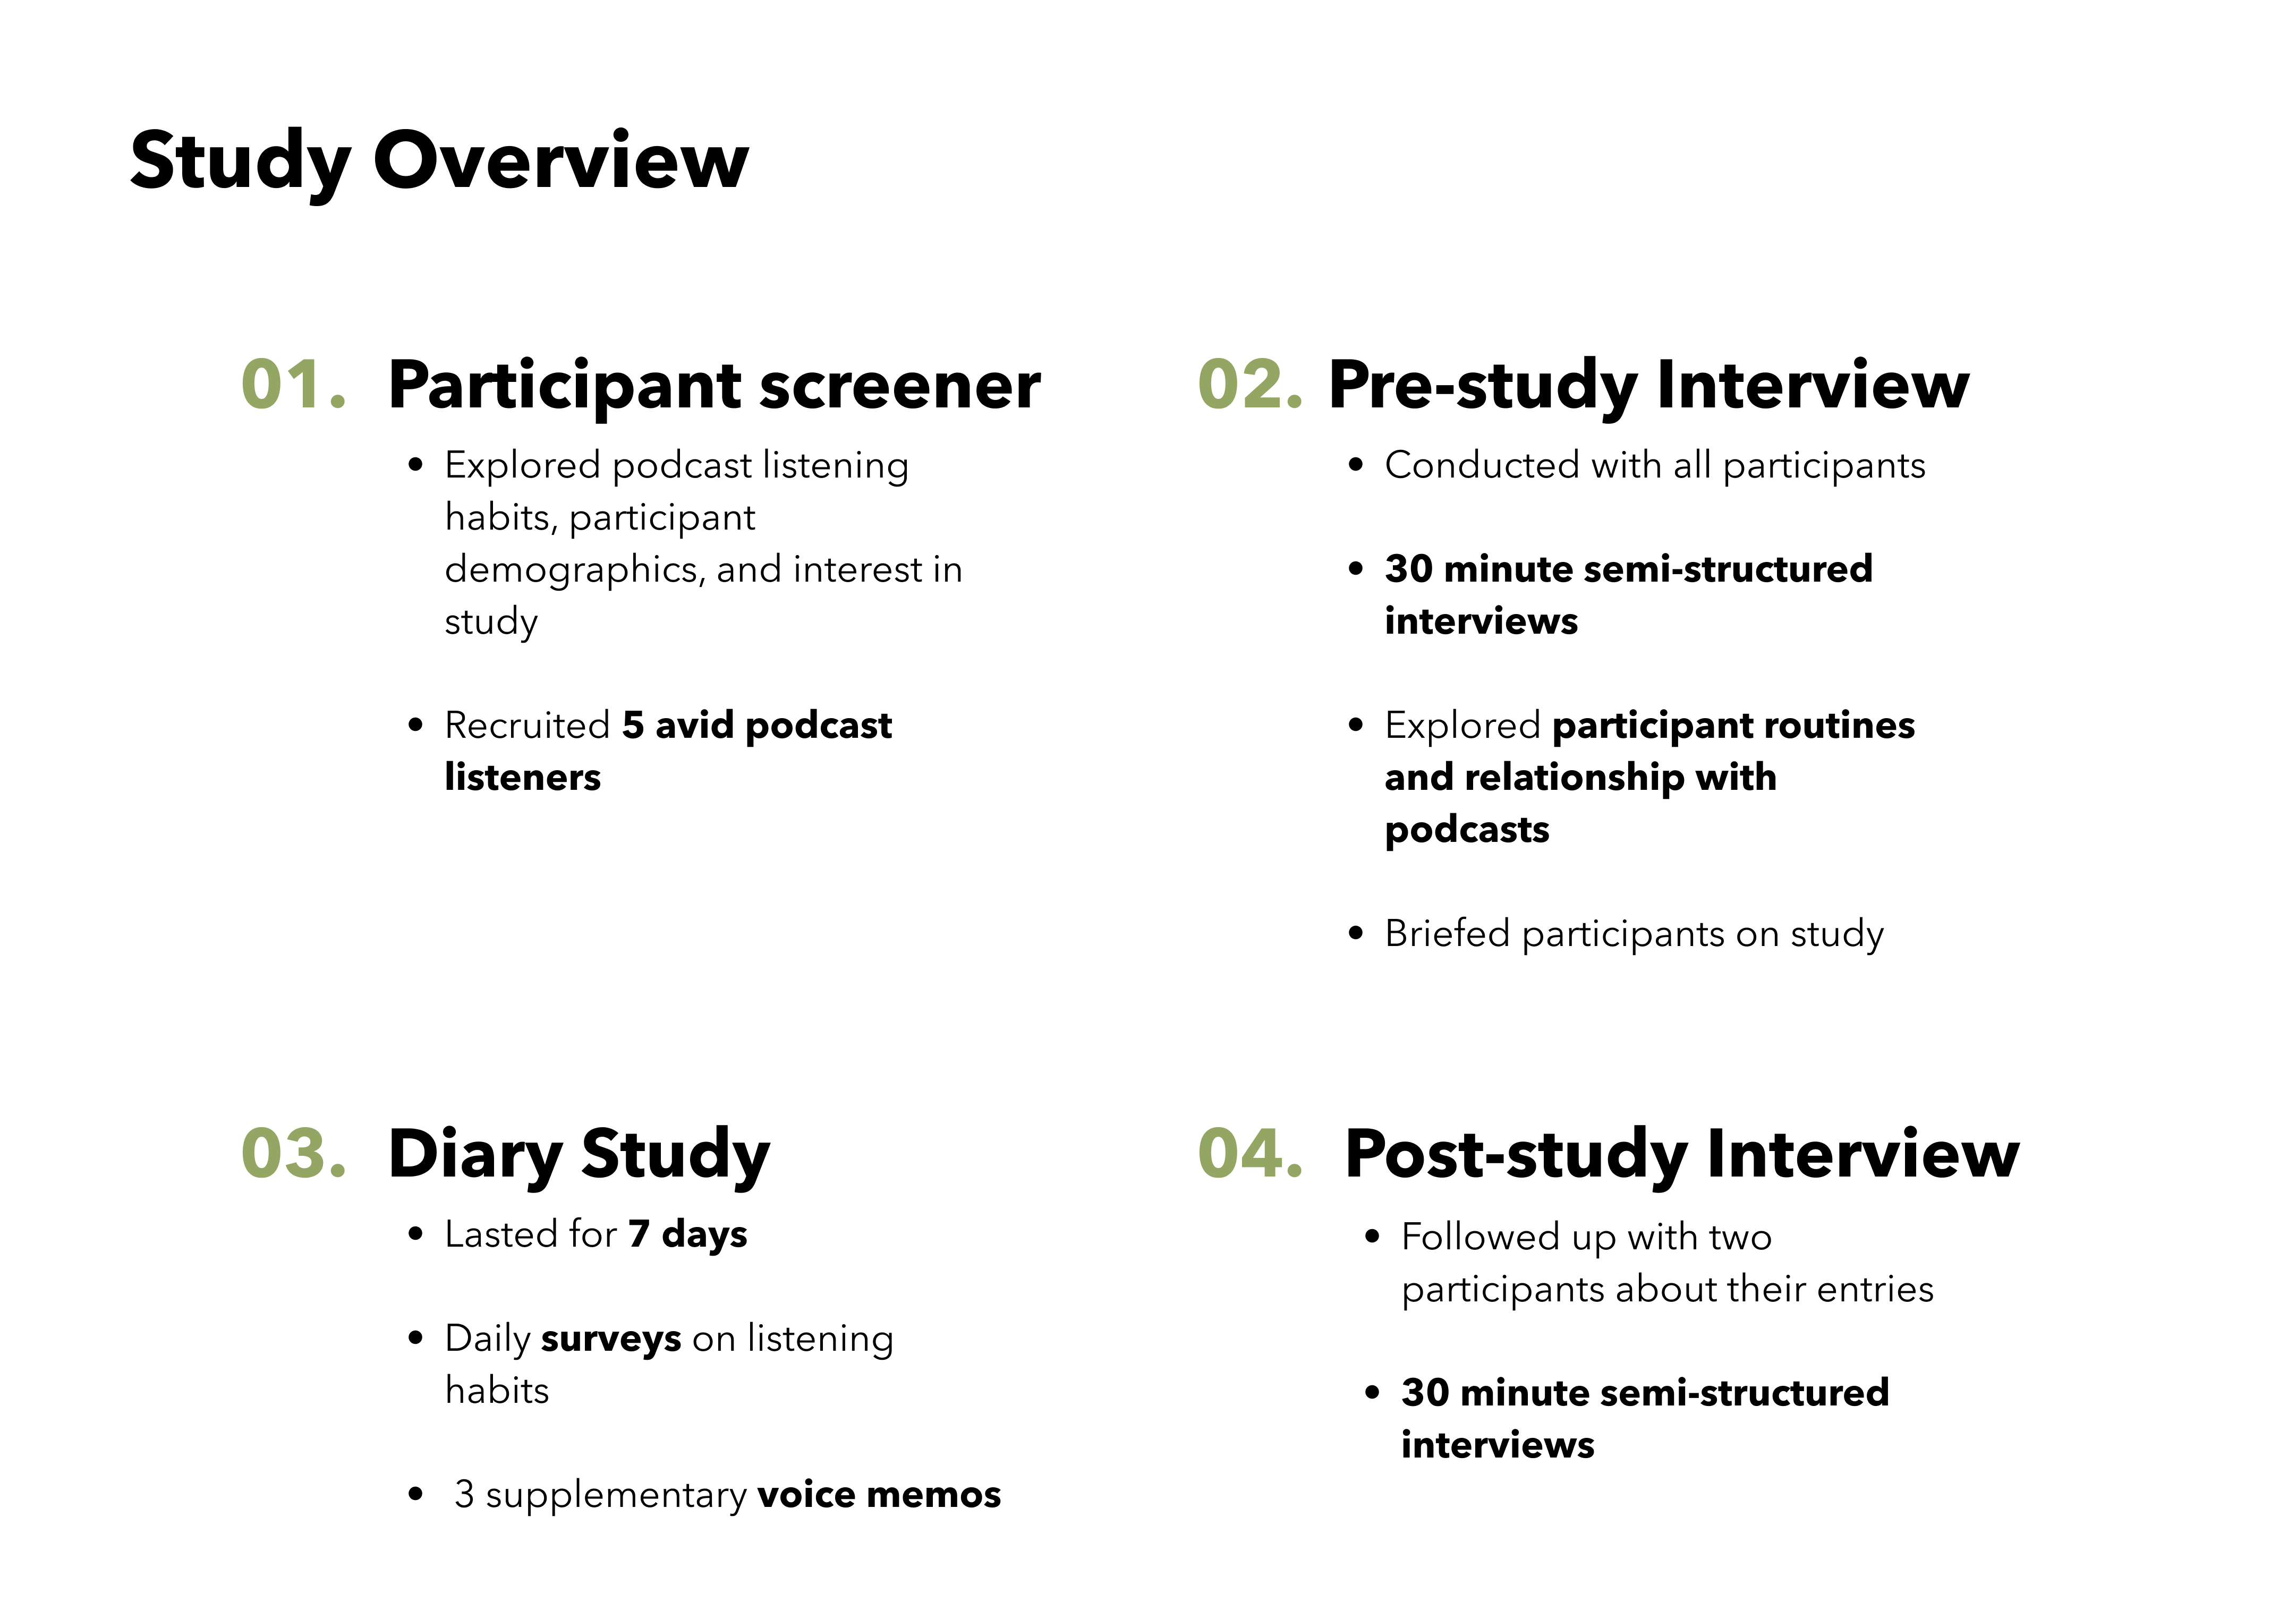 Study Overview
01. Participant screener
• Explored podcast listening
habits, participant
demographics, and interest in
study
• Recruited 5 avid podcast
listeners
02. Pre-study Interview
• Conducted with all participants
• 30 minute semi-structured
interviews
• Explored participant routines
and relationship with
podcasts
• Briefed participants on study
03. Diary Study
• Lasted for 7 days
• Daily surveys on listening
habits
• 3 supplementary voice memos
04. Post-study Interview
• Followed up with two
participants about their entries
• 30 minute semi-structured
interviews